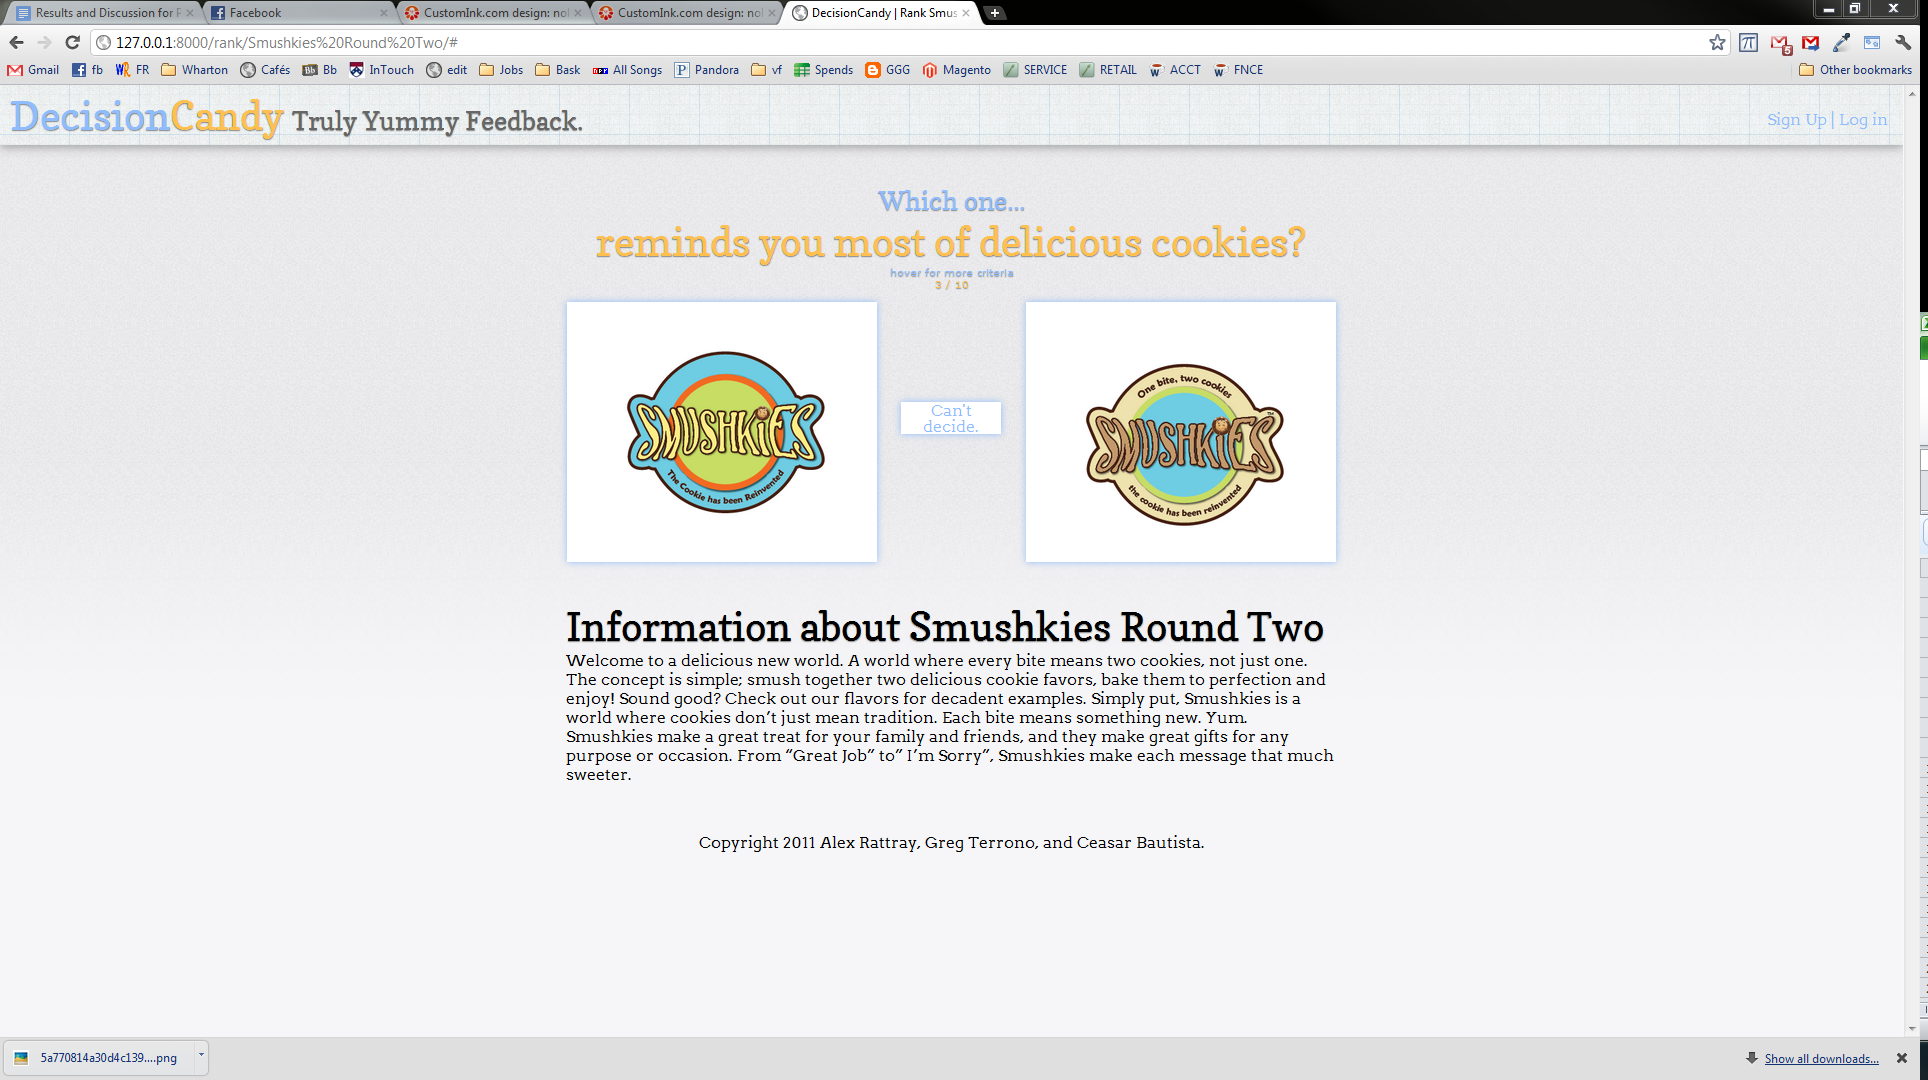 Results and Discussion for F
Facebook
CustomInk.com design: nol
CustomInk.com design: nol
DecisionCandy | Rank Smus
127.0.0.1:8000/rank/Smushkies%20Round%20Two/#
5
Gmail
fb
FR
Wharton
Cafés
Bb Bb
InTouch
edit
Jobs
Bask
All Songs
P Pandora
vf
Spends
GGG
Magento
SERVICE
RETAIL
ACCT
FNCE
Other bookmarks
DecisionCandy Truly Yummy Feedback.
Sign Up | Log in
Which one...
reminds you most of delicious cookies?
hover for more criteria
3 / 10
SMUSHKiES
The Cookie has been Reinvented
Can't
decide.
One bite, two cookies
SMUSHKiES
™
the cookie has been reinvented
Information about Smushkies Round Two
Welcome to a delicious new world. A world where every bite means two cookies, not just one.
The concept is simple; smush together two delicious cookie favors, bake them to perfection and
enjoy! Sound good? Check out our flavors for decadent examples. Simply put, Smushkies is a
world where cookies don’t just mean tradition. Each bite means something new. Yum.
Smushkies make a great treat for your family and friends, and they make great gifts for any
purpose or occasion. From “Great Job” to” I’m Sorry”, Smushkies make each message that much
sweeter.
Copyright 2011 Alex Rattray, Greg Terrono, and Ceasar Bautista.
5a770814a30d4c139....png
Show all downloads...